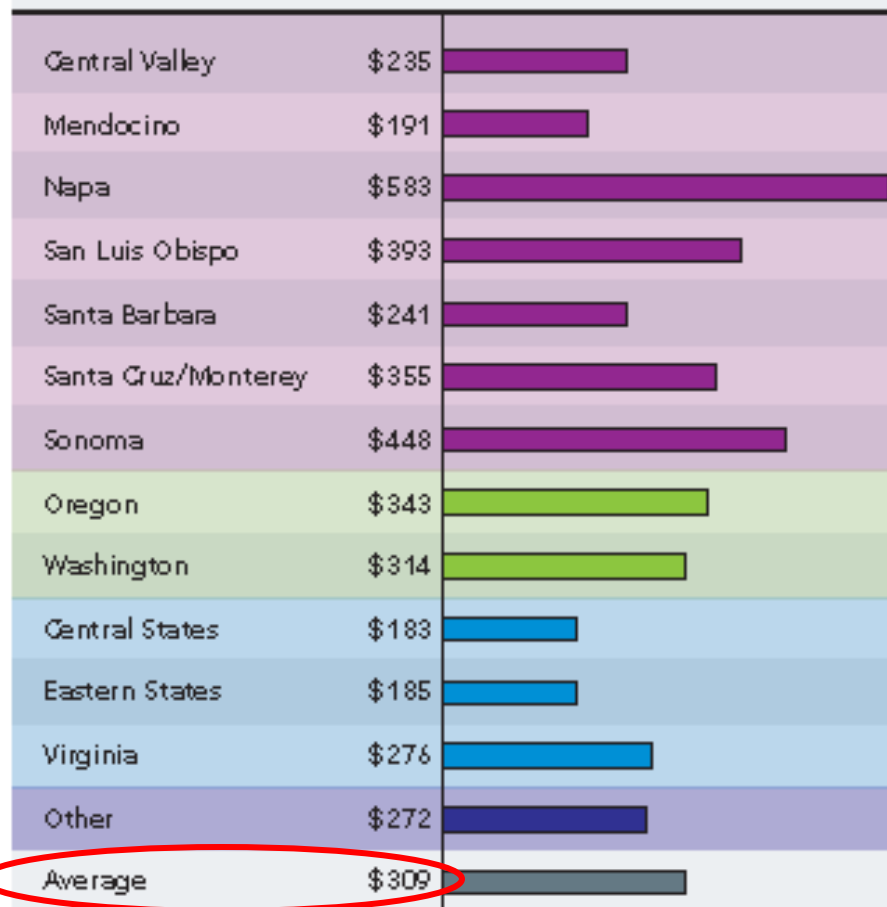 Central Valley $235
Mendocino $191
Napa $583
San Luis Obispo $393
Santa Barbara $241
Santa Cruz/Monterey $355
Sonoma $448
Oregon $343
Washington $314
Central States $183
Eastern States $185
Virginia $276
Other $272
Average $309